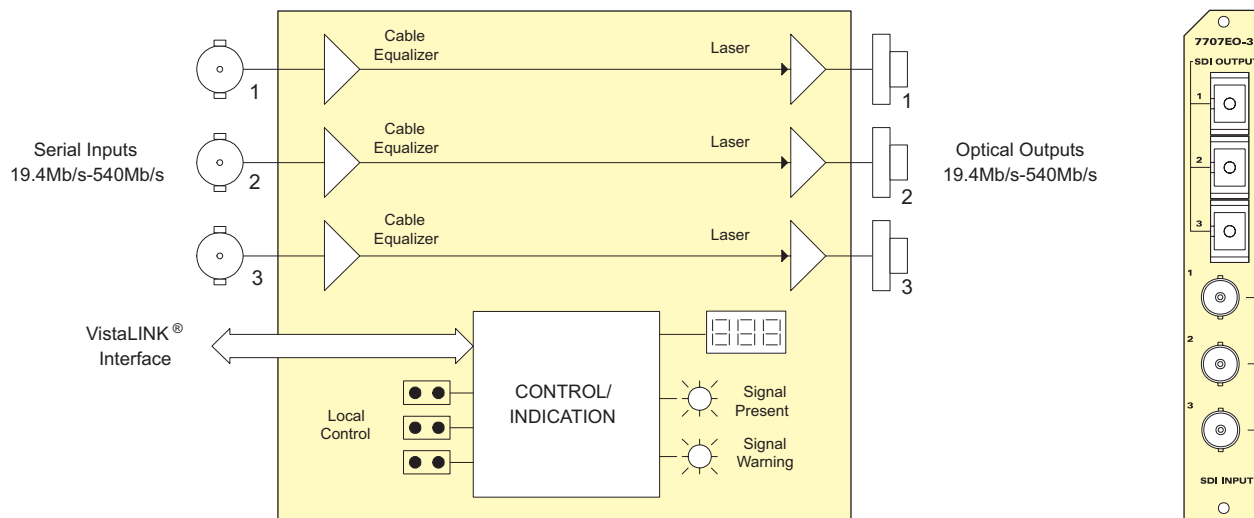 Cable
Equalizer
Laser
1
1
Serial Inputs
19.4Mb/s-540Mb/s
Cable
Equalizer
Laser
2
2
Optical Outputs
19.4Mb/s-540Mb/s
Cable
Equalizer
Laser
3
3
VistaLINK ®
Interface
Local
Control
CONTROL/
INDICATION
Signal
Present
Signal
Warning
7707EO-3
SDI OUTPUT
1
2
3
1
2
3
SDI INPUT